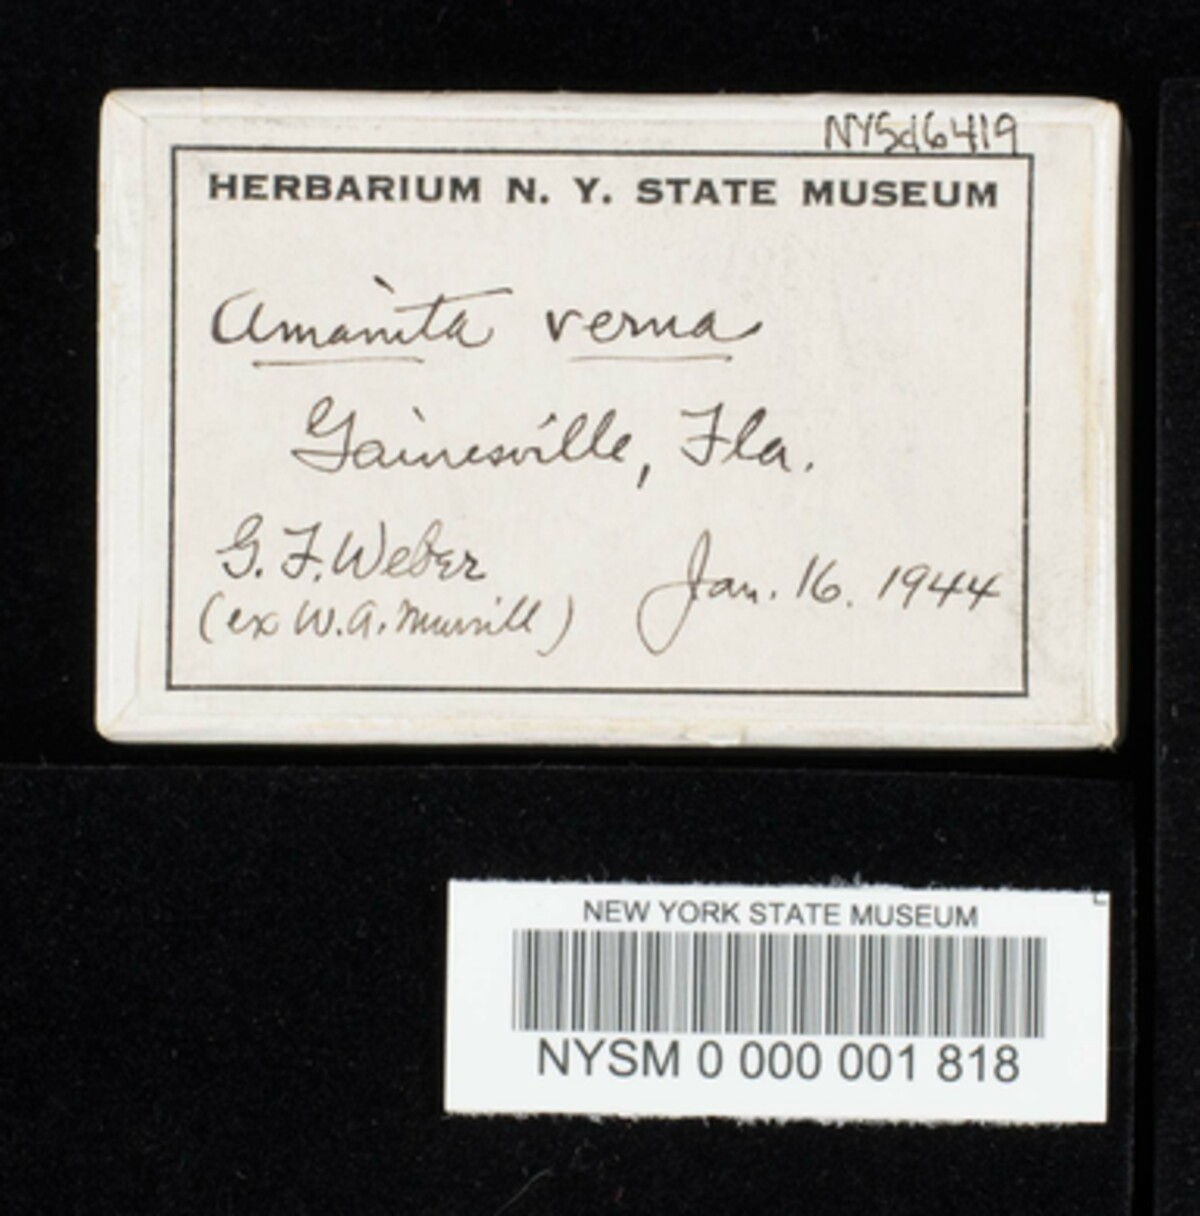 NYSd6419
HERBARIUM N. Y. STATE MUSEUM
Amanita verna
Gainesville, Fla.
G. F. Weber
(ex W. A. Murrill)
Jan. 16. 1944
NEW YORK STATE MUSEUM
NYSM 0 000 001 818